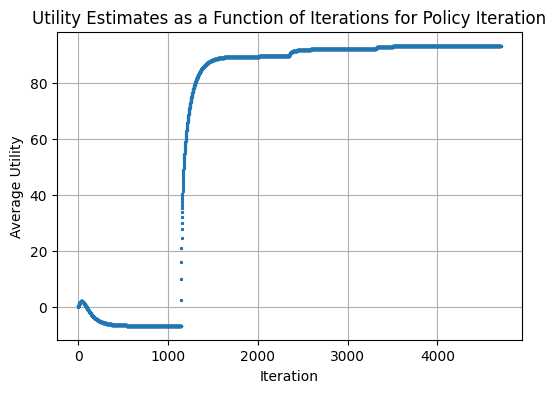 Utility Estimates as a Function of Iterations for Policy Iteration
80
60
40
20
0
Average Utility
0 1000 2000 3000 4000
Iteration